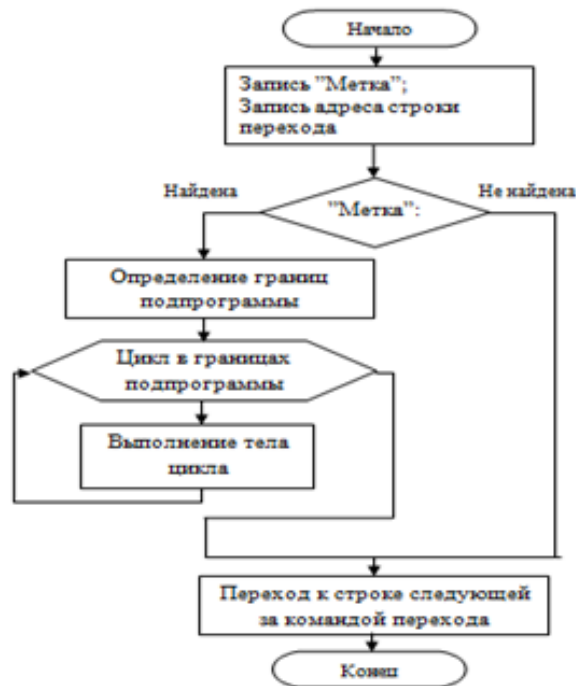 Начало
Запись ”Метка”;
Запись адреса строки
перехода
Найдена
Не найдена
”Метка”:
Определение границ
подпрограммы
Цикл в границах
подпрограммы
Выполнение тела
цикла
Переход к строке следующей
за командой перехода
Конец